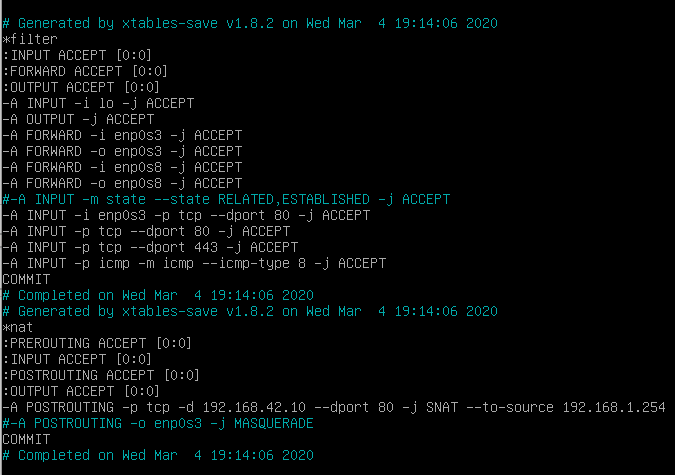 # Generated by xtables-save v1.8.2 on Wed Mar  4 19:14:06 2020
*filter
:INPUT ACCEPT [0:0]
:FORWARD ACCEPT [0:0]
:OUTPUT ACCEPT [0:0]
-A INPUT -i lo -j ACCEPT
-A OUTPUT -j ACCEPT
-A FORWARD -i enp0s3 -j ACCEPT
-A FORWARD -o enp0s3 -j ACCEPT
-A FORWARD -i enp0s8 -j ACCEPT
-A FORWARD -o enp0s8 -j ACCEPT
#-A INPUT -m state --state RELATED,ESTABLISHED -j ACCEPT
-A INPUT -i enp0s3 -p tcp --dport 80 -j ACCEPT
-A INPUT -p tcp --dport 80 -j ACCEPT
-A INPUT -p tcp --dport 443 -j ACCEPT
-A INPUT -p icmp -m icmp --icmp-type 8 -j ACCEPT
COMMIT
# Completed on Wed Mar  4 19:14:06 2020
# Generated by xtables-save v1.8.2 on Wed Mar  4 19:14:06 2020
*nat
:PREROUTING ACCEPT [0:0]
:INPUT ACCEPT [0:0]
:POSTROUTING ACCEPT [0:0]
:OUTPUT ACCEPT [0:0]
-A POSTROUTING -p tcp -d 192.168.42.10 --dport 80 -j SNAT --to-source 192.168.1.254
#-A POSTROUTING -o enp0s3 -j MASQUERADE
COMMIT
# Completed on Wed Mar  4 19:14:06 2020